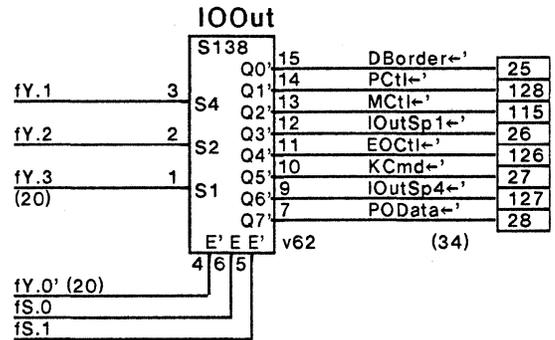 IOOut
S138
Q0' 15 DBorder←' 25
Q1' 14 PCtl←' 128
fY.1 3 S4 Q2' 13 MCtl←' 115
Q3' 12 IOutSp1←' 26
fY.2 2 S2 Q4' 11 EOCtl←' 126
Q5' 10 KCmd←' 27
fY.3 1 S1 Q6' 9 IOutSp4←' 127
(20) Q7' 7 POData←' 28
E' E E' v62 (34)
4 6 5
fY.0' (20)
fS.0
fS.1